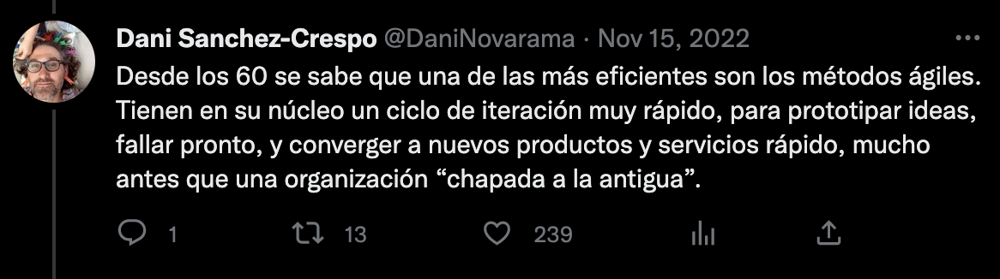 Dani Sanchez-Crespo @DaniNovarama · Nov 15, 2022
Desde los 60 se sabe que una de las más eficientes son los métodos ágiles.
Tienen en su núcleo un ciclo de iteración muy rápido, para prototipar ideas,
fallar pronto, y converger a nuevos productos y servicios rápido, mucho
antes que una organización “chapada a la antigua”.
1 13 239